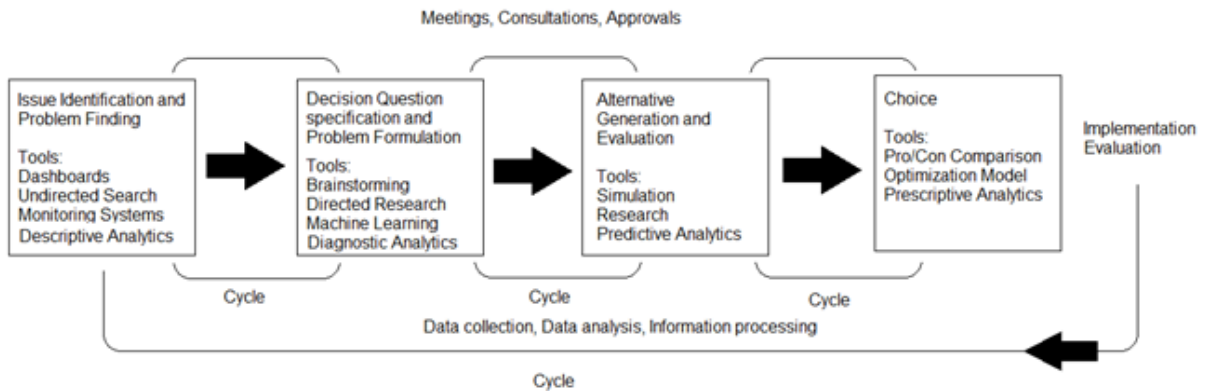 Meetings, Consultations, Approvals
Issue Identification and
Problem Finding
Tools:
Dashboards
Undirected Search
Monitoring Systems
Descriptive Analytics
Decision Question
specification and
Problem Formulation
Tools:
Brainstorming
Directed Research
Machine Learning
Diagnostic Analytics
Alternative
Generation and
Evaluation
Tools:
Simulation
Research
Predictive Analytics
Choice
Tools:
Pro/Con Comparison
Optimization Model
Prescriptive Analytics
Implementation
Evaluation
Cycle
Cycle
Cycle
Data collection, Data analysis, Information processing
Cycle